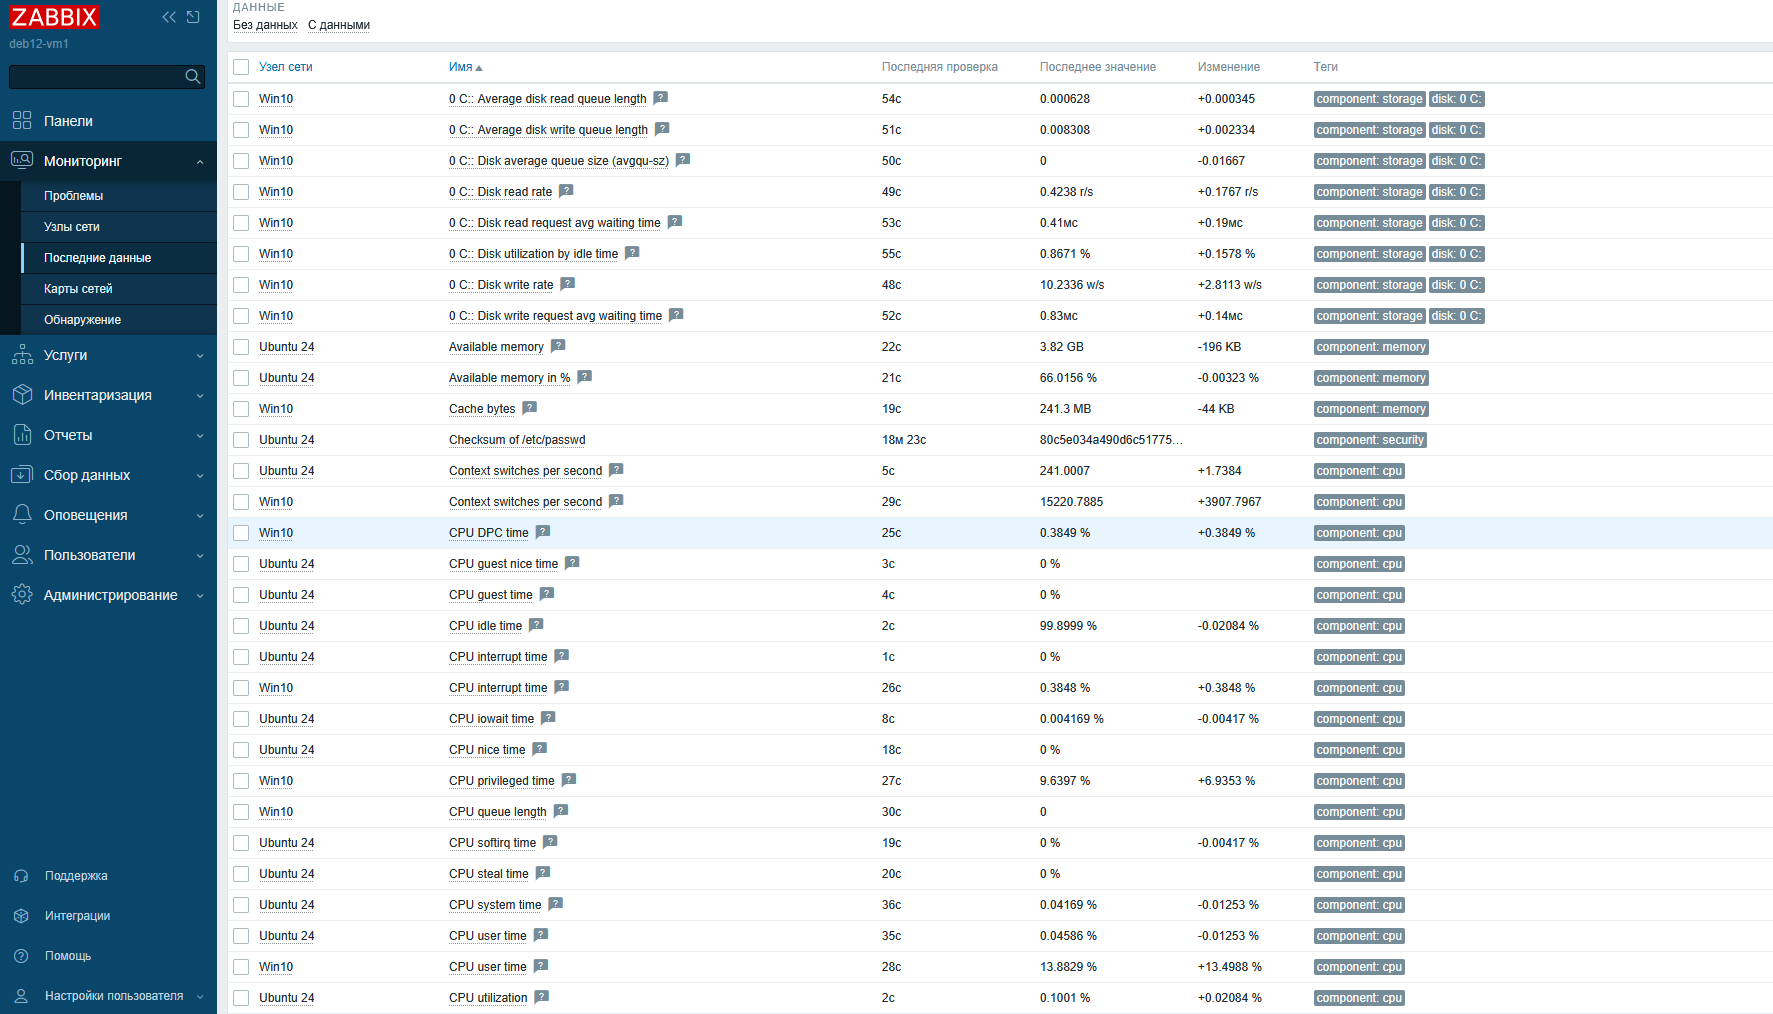 ZABBIX
deb12-vm1
Панели
Мониторинг
Проблемы
Узлы сети
Последние данные
Карты сетей
Обнаружение
Услуги
Инвентаризация
Отчеты
Сбор данных
Оповещения
Пользователи
Администрирование
Поддержка
Интеграции
Помощь
Настройки пользователя
ДАННЫЕ
Без данных С данными
Узел сети Имя Последняя проверка Последнее значение Изменение Теги
Win10 0 C:: Average disk read queue length ? 54с 0.000628 +0.000345 component: storage disk: 0 C:
Win10 0 C:: Average disk write queue length ? 51с 0.008308 +0.002334 component: storage disk: 0 C:
Win10 0 C:: Disk average queue size (avgqu-sz) ? 50с 0 -0.01667 component: storage disk: 0 C:
Win10 0 C:: Disk read rate ? 49с 0.4238 r/s +0.1767 r/s component: storage disk: 0 C:
Win10 0 C:: Disk read request avg waiting time ? 53с 0.41мс +0.19мс component: storage disk: 0 C:
Win10 0 C:: Disk utilization by idle time ? 55с 0.8671 % +0.1578 % component: storage disk: 0 C:
Win10 0 C:: Disk write rate ? 48с 10.2336 w/s +2.8113 w/s component: storage disk: 0 C:
Win10 0 C:: Disk write request avg waiting time ? 52с 0.83мс +0.14мс component: storage disk: 0 C:
Ubuntu 24 Available memory ? 22с 3.82 GB -196 KB component: memory
Ubuntu 24 Available memory in % ? 21с 66.0156 % -0.00323 % component: memory
Win10 Cache bytes ? 19с 241.3 MB -44 KB component: memory
Ubuntu 24 Checksum of /etc/passwd 18м 23с 80c5e034a490d6c51775... component: security
Ubuntu 24 Context switches per second ? 5с 241.0007 +1.7384 component: cpu
Win10 Context switches per second ? 29с 15220.7885 +3907.7967 component: cpu
Win10 CPU DPC time ? 25с 0.3849 % +0.3849 % component: cpu
Ubuntu 24 CPU guest nice time ? 3с 0 % component: cpu
Ubuntu 24 CPU guest time ? 4с 0 % component: cpu
Ubuntu 24 CPU idle time ? 2с 99.8999 % -0.02084 % component: cpu
Ubuntu 24 CPU interrupt time ? 1с 0 % component: cpu
Win10 CPU interrupt time ? 26с 0.3848 % +0.3848 % component: cpu
Ubuntu 24 CPU iowait time ? 8с 0.004169 % -0.00417 % component: cpu
Ubuntu 24 CPU nice time ? 18с 0 % component: cpu
Win10 CPU privileged time ? 27с 9.6397 % +6.9353 % component: cpu
Win10 CPU queue length ? 30с 0 component: cpu
Ubuntu 24 CPU softirq time ? 19с 0 % -0.00417 % component: cpu
Ubuntu 24 CPU steal time ? 20с 0 % component: cpu
Ubuntu 24 CPU system time ? 36с 0.04169 % -0.01253 % component: cpu
Ubuntu 24 CPU user time ? 35с 0.04586 % -0.01253 % component: cpu
Win10 CPU user time ? 28с 13.8829 % +13.4988 % component: cpu
Ubuntu 24 CPU utilization ? 2с 0.1001 % +0.02084 % component: cpu